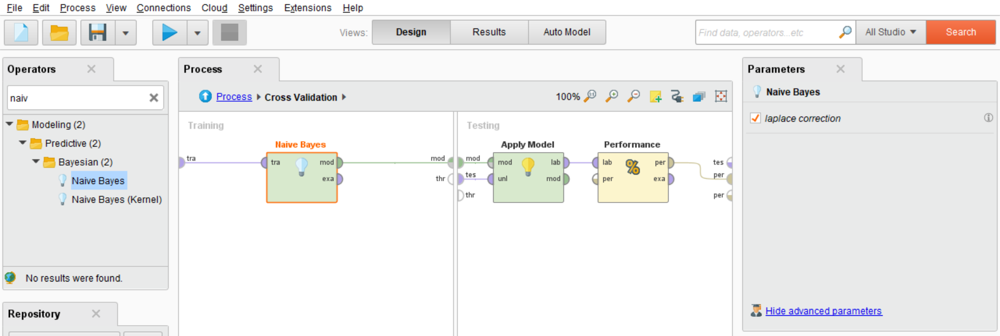 File Edit Process View Connections Cloud Settings Extensions Help
Views: Design Results Auto Model
Find data, operators...etc All Studio Search
Operators
naiv
Modeling (2)
Predictive (2)
Bayesian (2)
Naive Bayes
Naive Bayes (Kernel)
No results were found.
Repository
Process
Process Cross Validation
100%
Training
Naive Bayes
tra tra mod mod
exa thr
Testing
Apply Model Performance
mod mod lab lab per tes
tes unl mod per exa per
thr per
Parameters
Naive Bayes
laplace correction
Hide advanced parameters